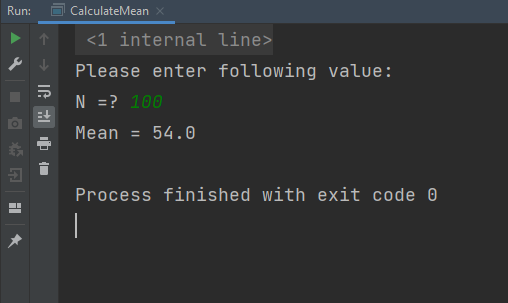 Run: CalculateMean
<1 internal line>
Please enter following value:
N =? 100
Mean = 54.0
Process finished with exit code 0